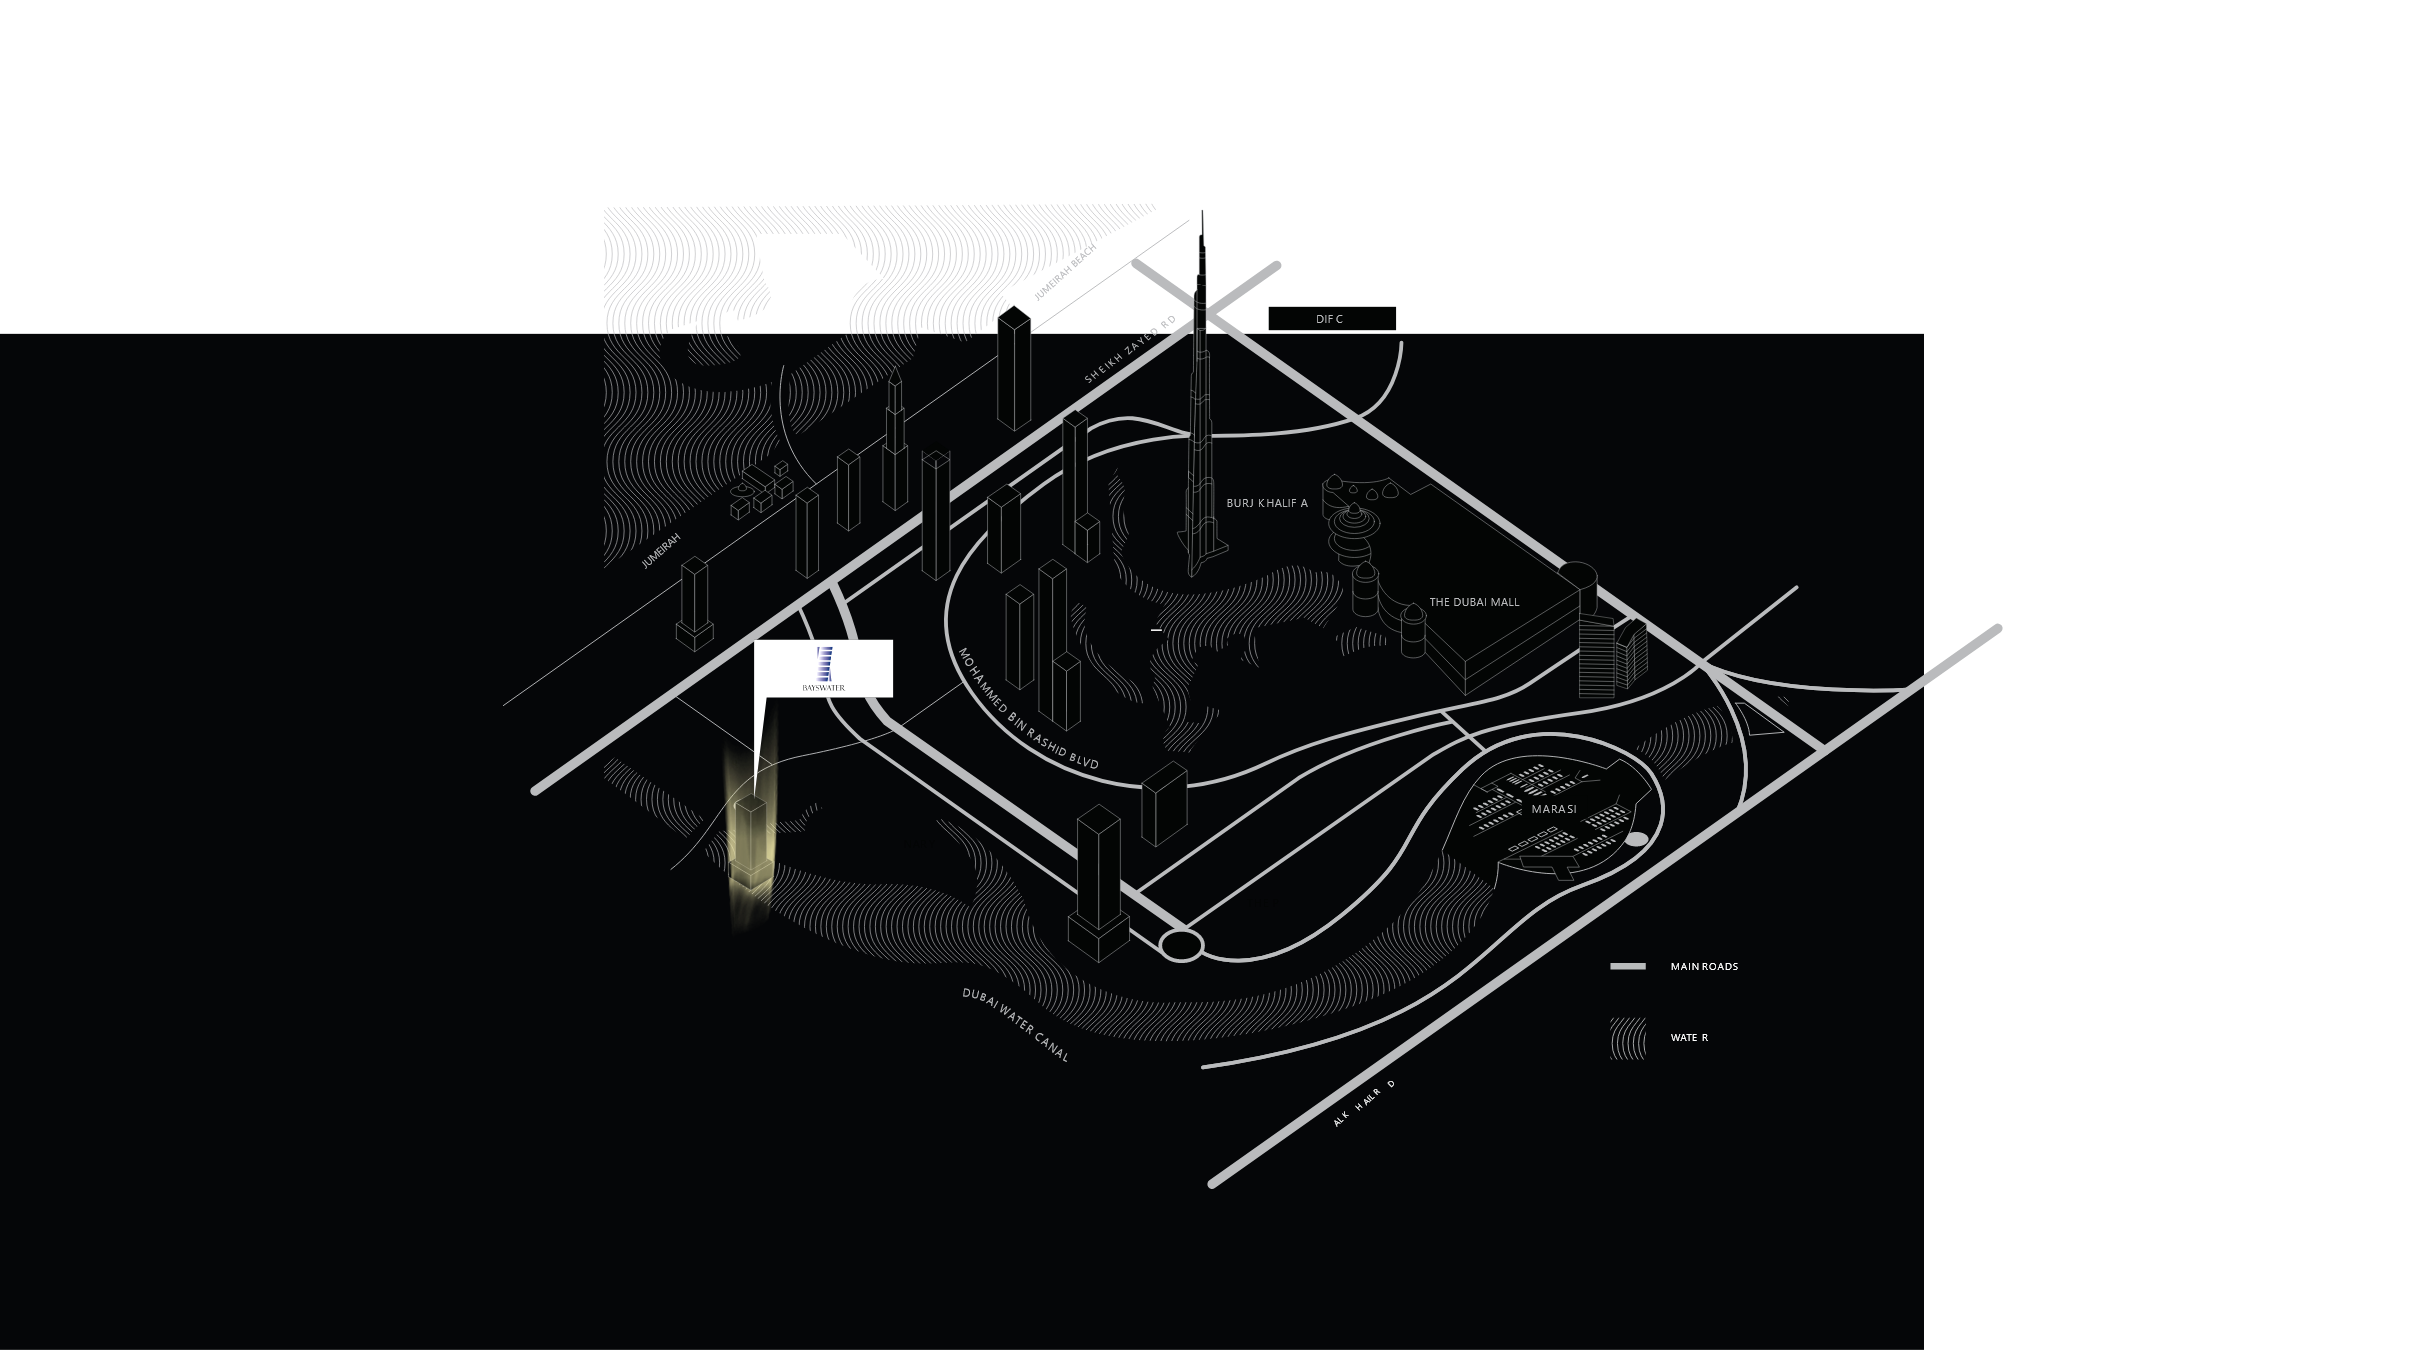 JUMEIRAH BEACH
SHEIKH ZAYED RD
DIFC
BURJ KHALIFA
JUMEIRAH
THE DUBAI MALL
BAYSWATER
MOHAMMED BIN RASHID BLVD
MARASI
MAIN ROADS
DUBAI WATER CANAL
WATER
AL KHAIL RD